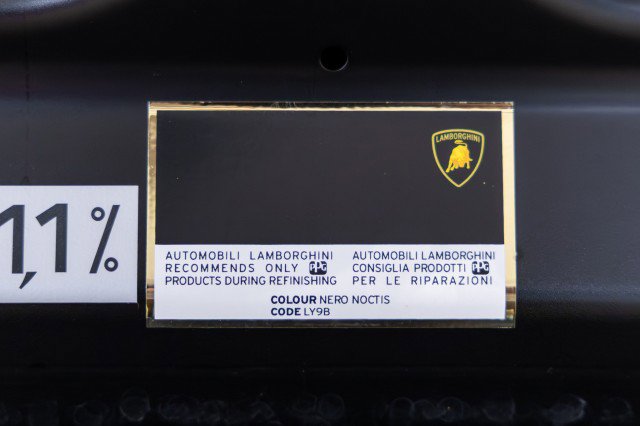 LAMBORGHINI
1,1%
AUTOMOBILI LAMBORGHINI
RECOMMENDS ONLY PPG
PRODUCTS DURING REFINISHING
AUTOMOBILI LAMBORGHINI
CONSIGLIA PRODOTTI PPG
PER LE RIPARAZIONI
COLOUR NERO NOCTIS
CODE LY9B